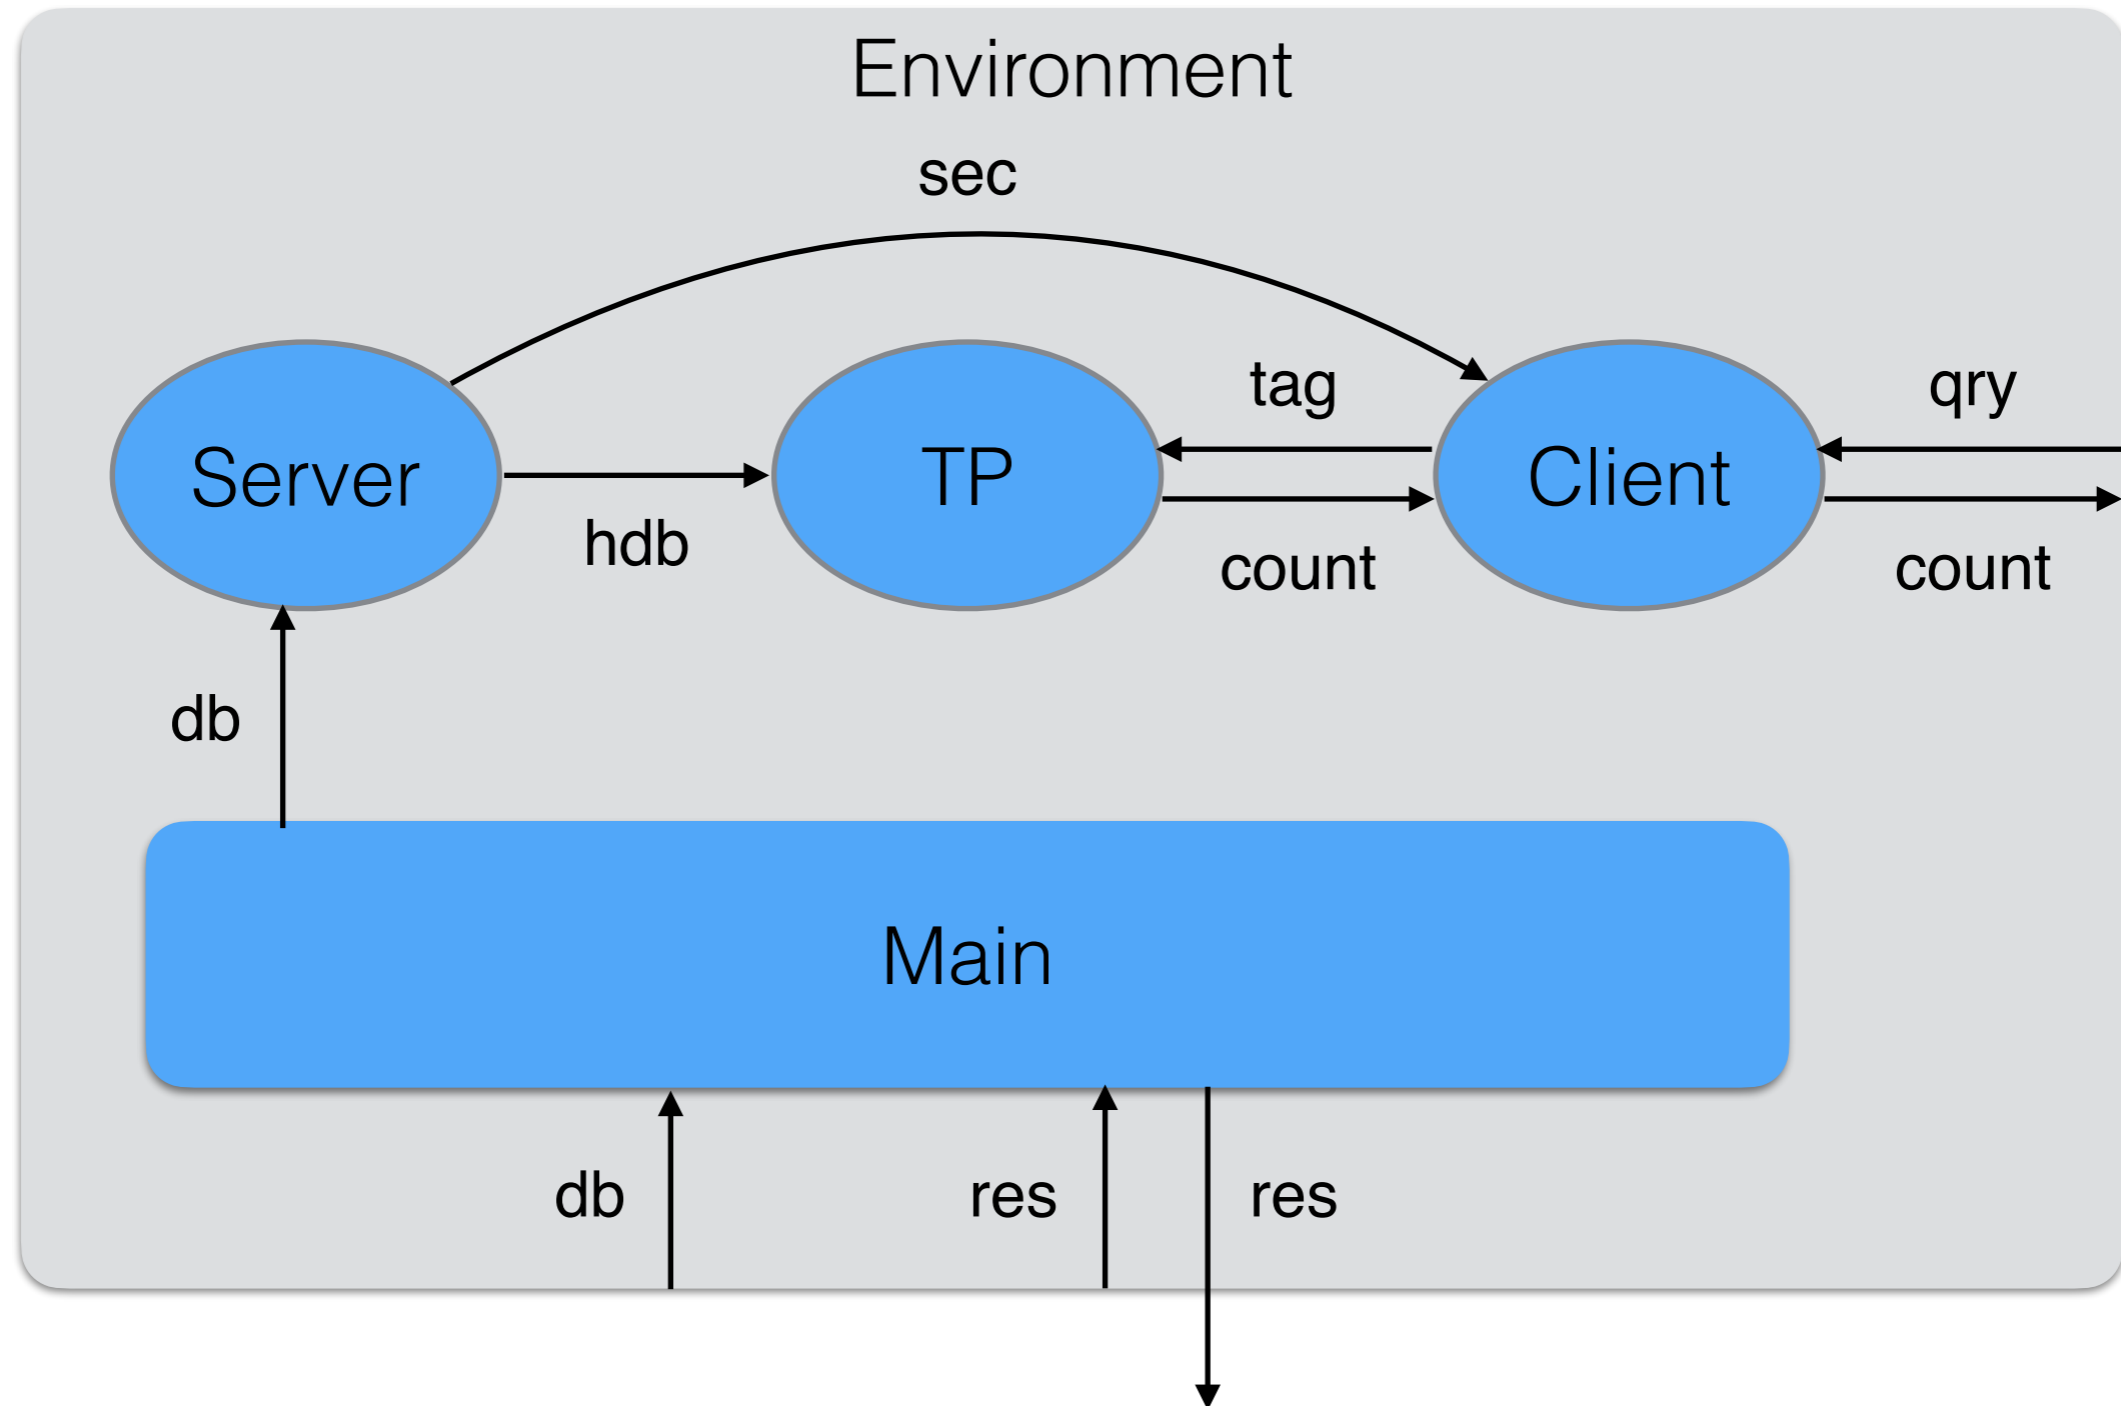 Environment
sec
tag
qry
Server
TP
Client
hdb
count
count
db
Main
db
res
res